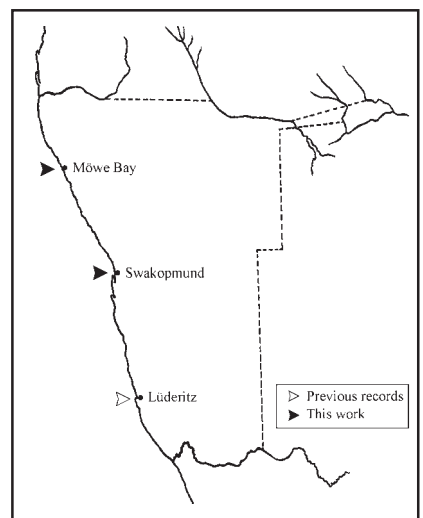 Möwe Bay
Swakopmund
Lüderitz
Previous records
This work